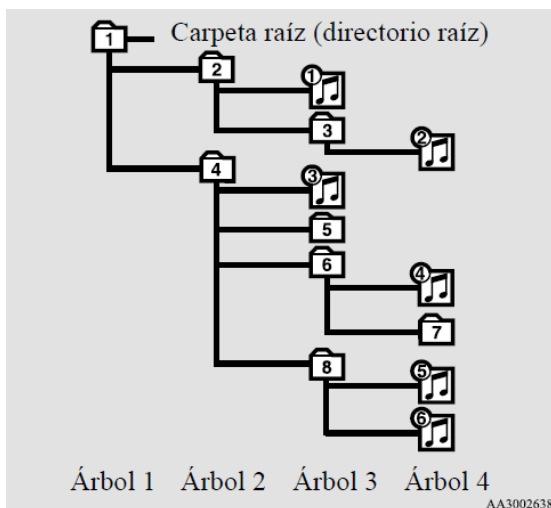 1 Carpeta raíz (directorio raíz)
2 ①
3 ②
4 ③
5
6 ④
7
8 ⑤
⑥
Árbol 1 Árbol 2 Árbol 3 Árbol 4
AA3002638